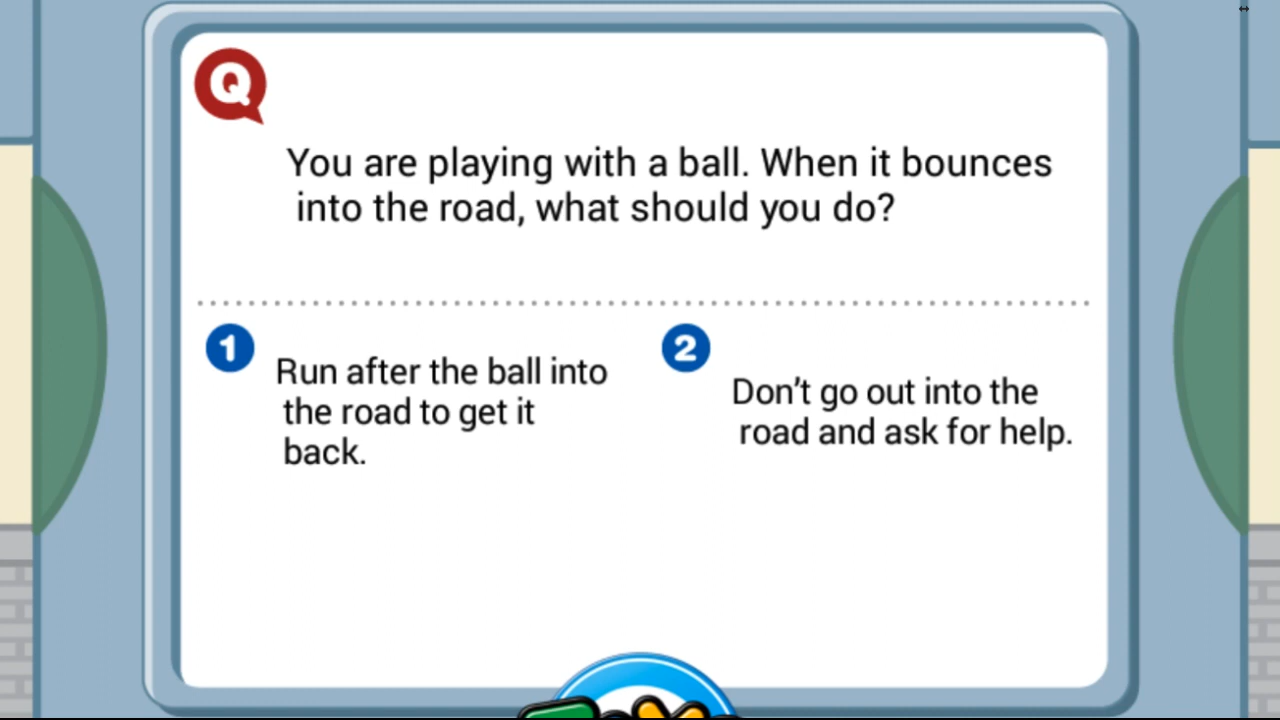 Q
You are playing with a ball. When it bounces
into the road, what should you do?
1
Run after the ball into
the road to get it
back.
2
Don’t go out into the
road and ask for help.